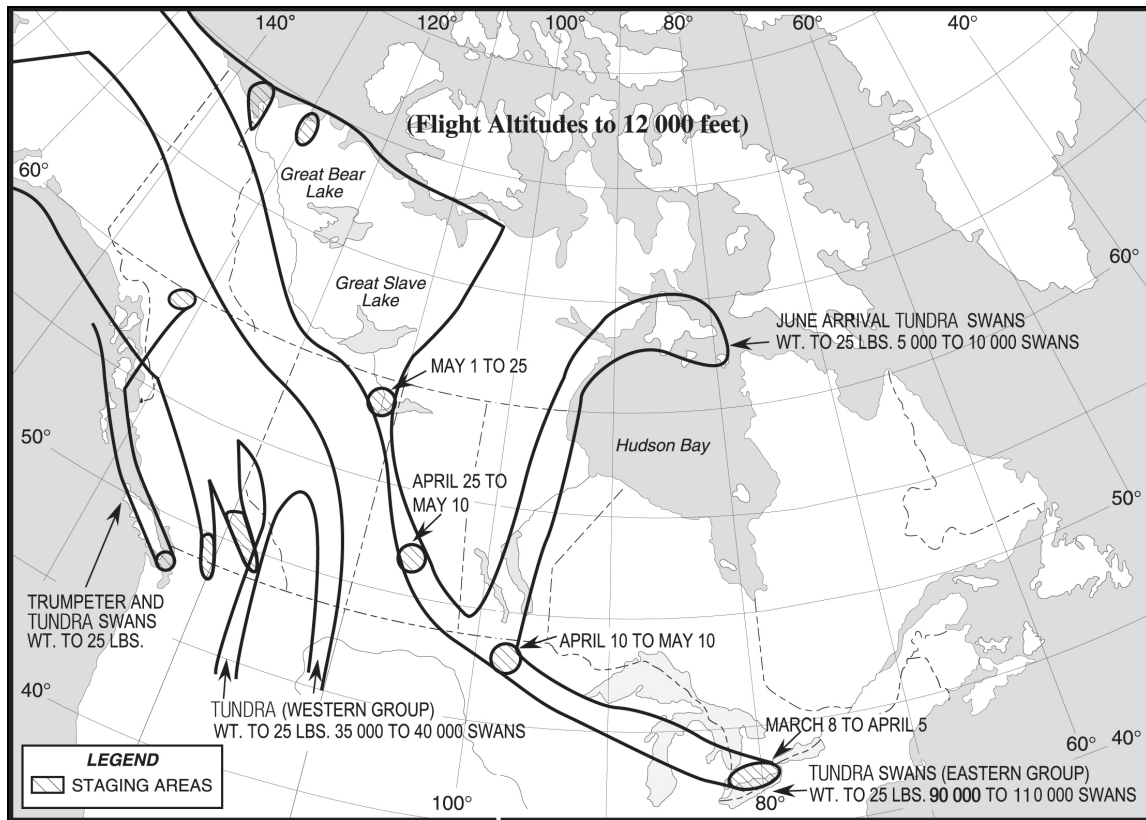 140°
120°
100°
80°
60°
40°
(Flight Altitudes to 12 000 feet)
60°
Great Bear
Lake
60°
Great Slave
Lake
JUNE ARRIVAL TUNDRA SWANS
WT. TO 25 LBS. 5 000 TO 10 000 SWANS
MAY 1 TO 25
50°
Hudson Bay
APRIL 25 TO
MAY 10
50°
TRUMPETER AND
TUNDRA SWANS
WT. TO 25 LBS.
APRIL 10 TO MAY 10
40°
TUNDRA (WESTERN GROUP)
WT. TO 25 LBS. 35 000 TO 40 000 SWANS
MARCH 8 TO APRIL 5
60°
40°
LEGEND
STAGING AREAS
TUNDRA SWANS (EASTERN GROUP)
WT. TO 25 LBS. 90 000 TO 110 000 SWANS
100°
80°